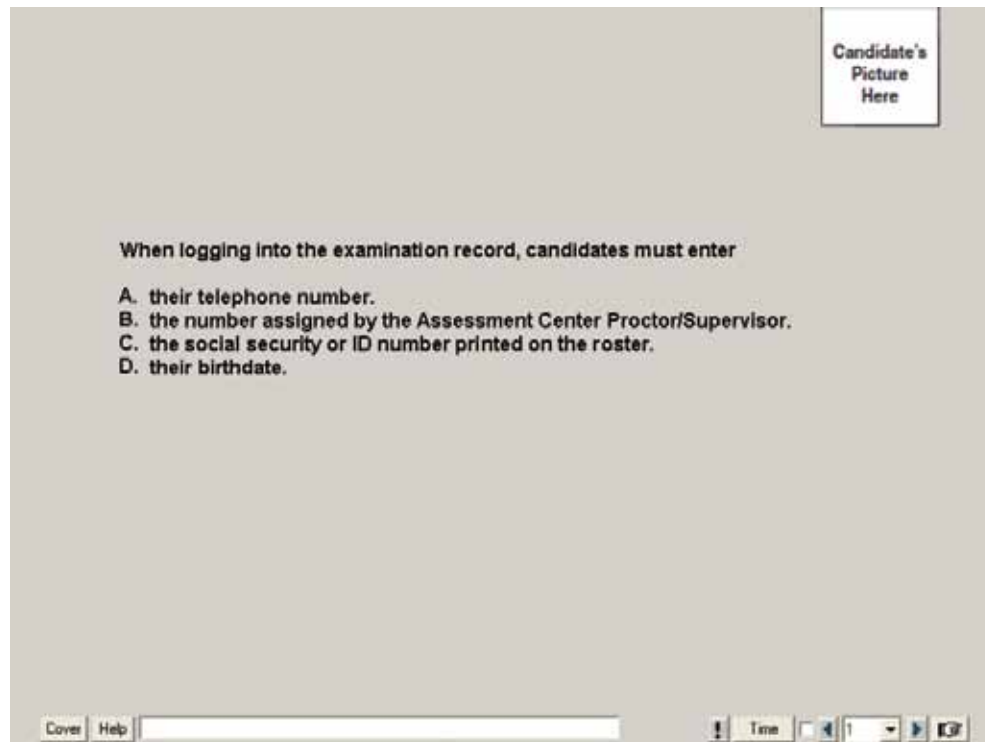 Candidate's
Picture
Here
When logging into the examination record, candidates must enter
A. their telephone number.
B. the number assigned by the Assessment Center Proctor/Supervisor.
C. the social security or ID number printed on the roster.
D. their birthdate.
Cover Help ! Time 1